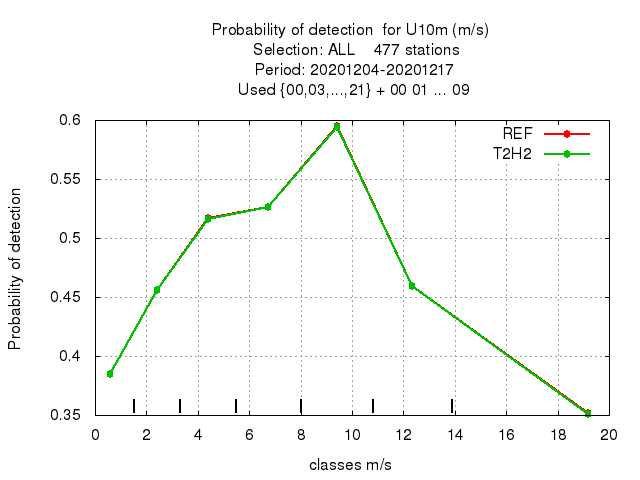 Probability of detection  for U10m (m/s)
Selection: ALL    477 stations
Period: 20201204-20201217
Used {00,03,...,21} + 00 01 ... 09
REF
T2H2
Probability of detection
0.6
0.55
0.5
0.45
0.4
0.35
0 2 4 6 8 10 12 14 16 18 20
classes m/s